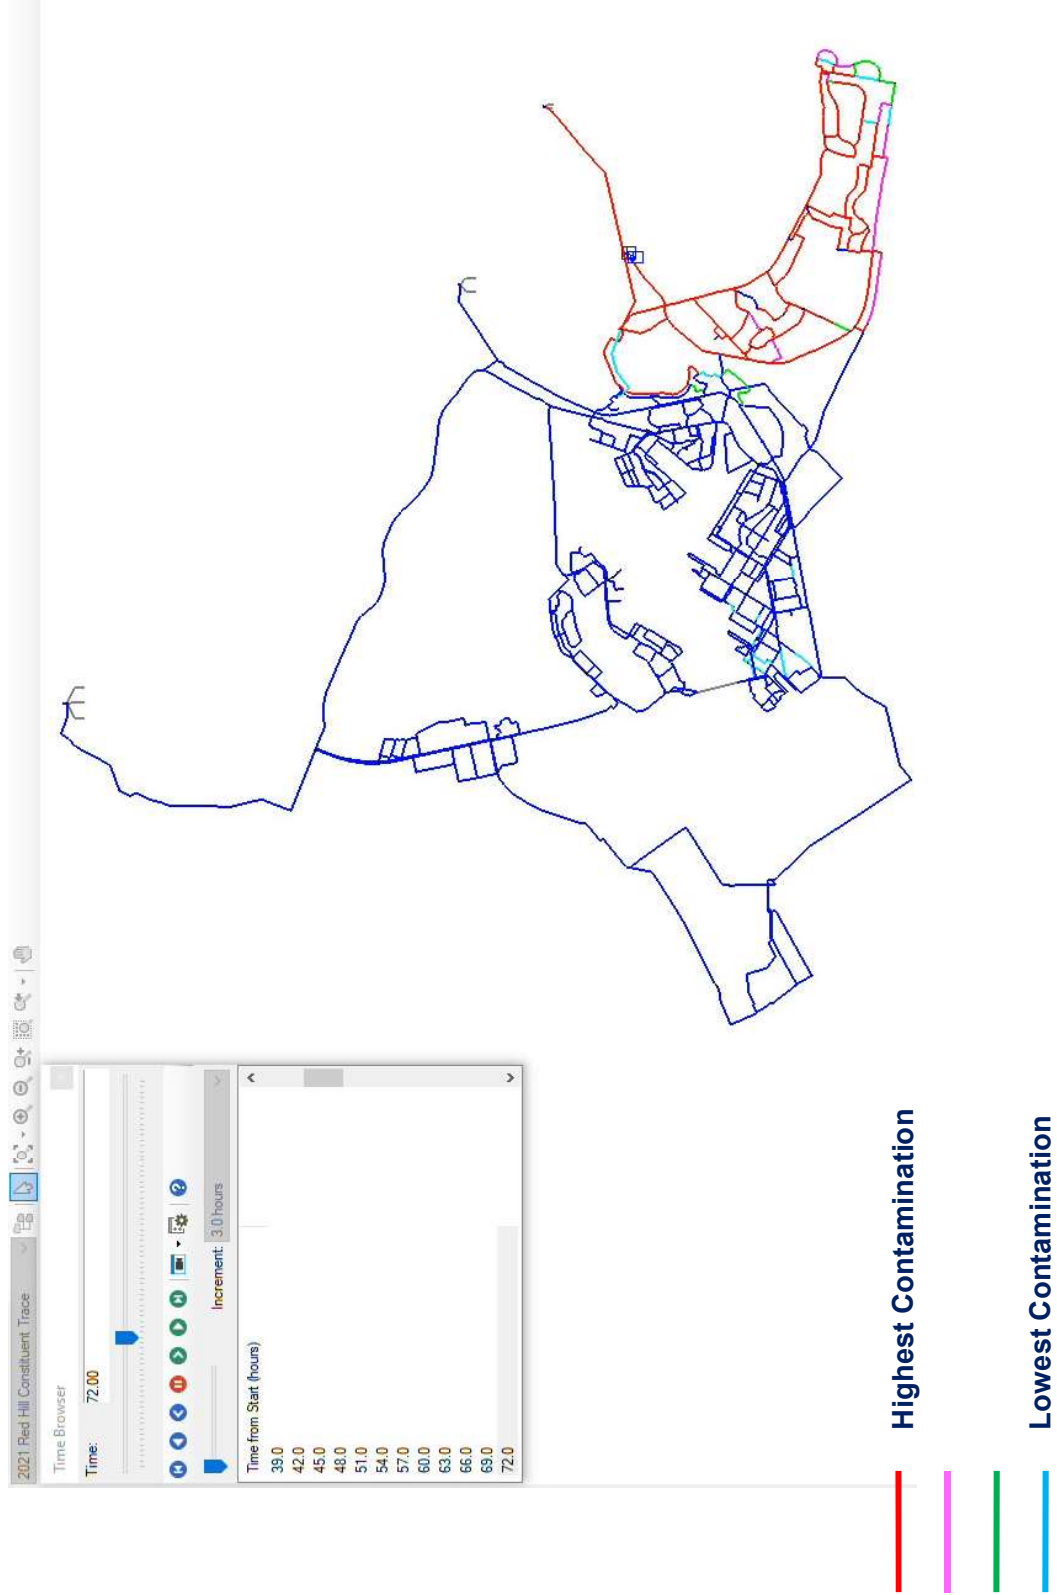 2021 Red Hill Constituent Trace
Time Browser
Time:
72.00
Increment: 3.0 hours
Time from Start (hours)
39.0
42.0
45.0
48.0
51.0
54.0
57.0
60.0
63.0
66.0
69.0
72.0
Highest Contamination
Lowest Contamination